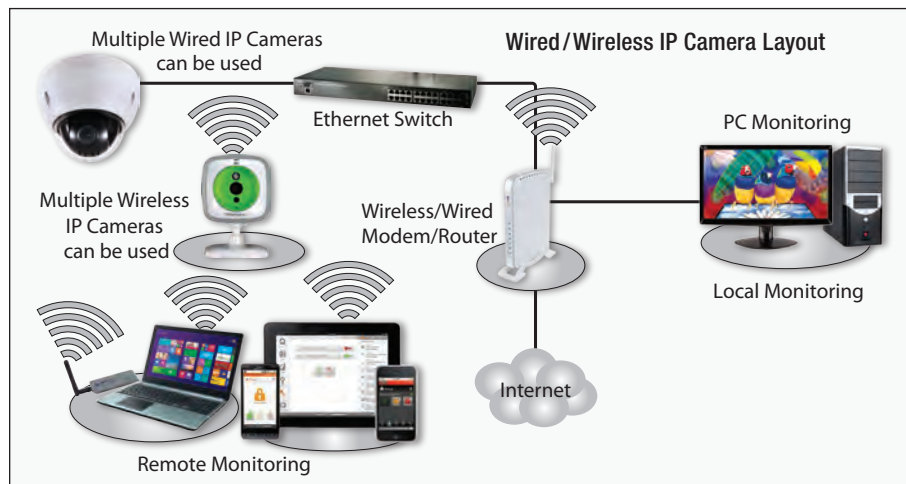 Wired/Wireless IP Camera Layout
Multiple Wired IP Cameras
can be used
Ethernet Switch
PC Monitoring
Multiple Wireless
IP Cameras
can be used
Wireless/Wired
Modem/Router
Local Monitoring
Internet
Remote Monitoring